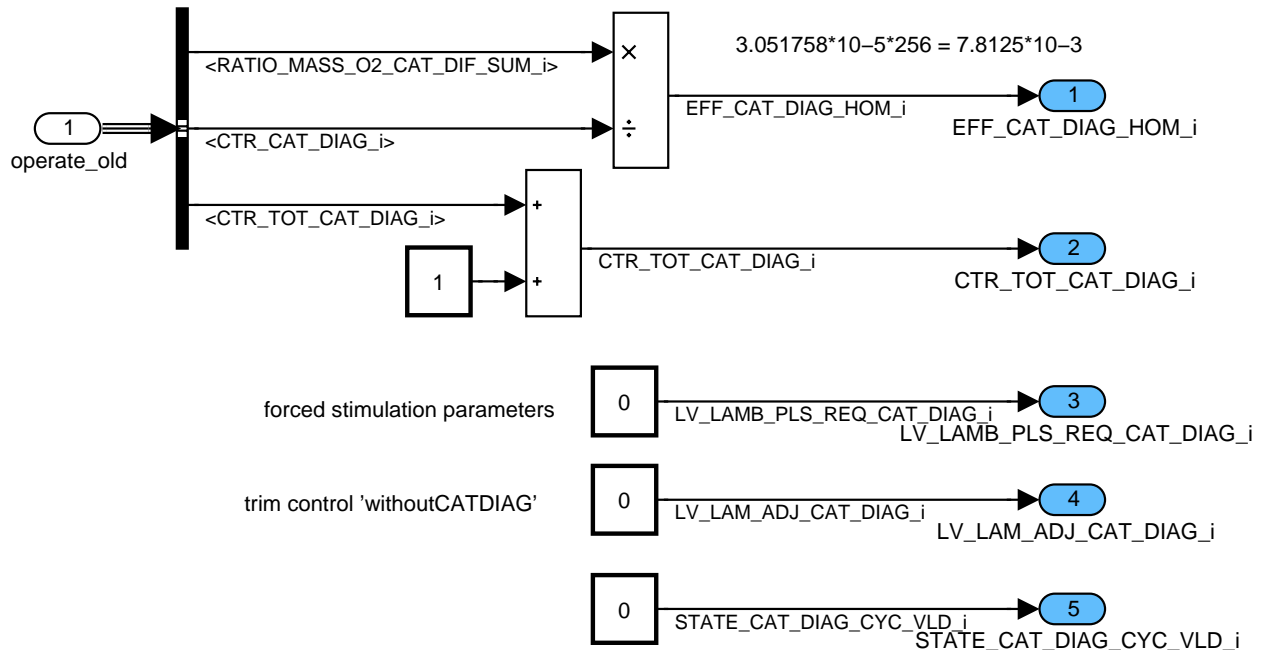 3.051758*10−5*256 = 7.8125*10−3
×
<RATIO_MASS_O2_CAT_DIF_SUM_i>
1
EFF_CAT_DIAG_HOM_i
EFF_CAT_DIAG_HOM_i
1
operate_old
÷
<CTR_CAT_DIAG_i>
+
<CTR_TOT_CAT_DIAG_i>
2
CTR_TOT_CAT_DIAG_i
CTR_TOT_CAT_DIAG_i
1
+
forced stimulation parameters
0
LV_LAMB_PLS_REQ_CAT_DIAG_i
3
LV_LAMB_PLS_REQ_CAT_DIAG_i
trim control 'withoutCATDIAG'
0
LV_LAM_ADJ_CAT_DIAG_i
4
LV_LAM_ADJ_CAT_DIAG_i
0
STATE_CAT_DIAG_CYC_VLD_i
5
STATE_CAT_DIAG_CYC_VLD_i